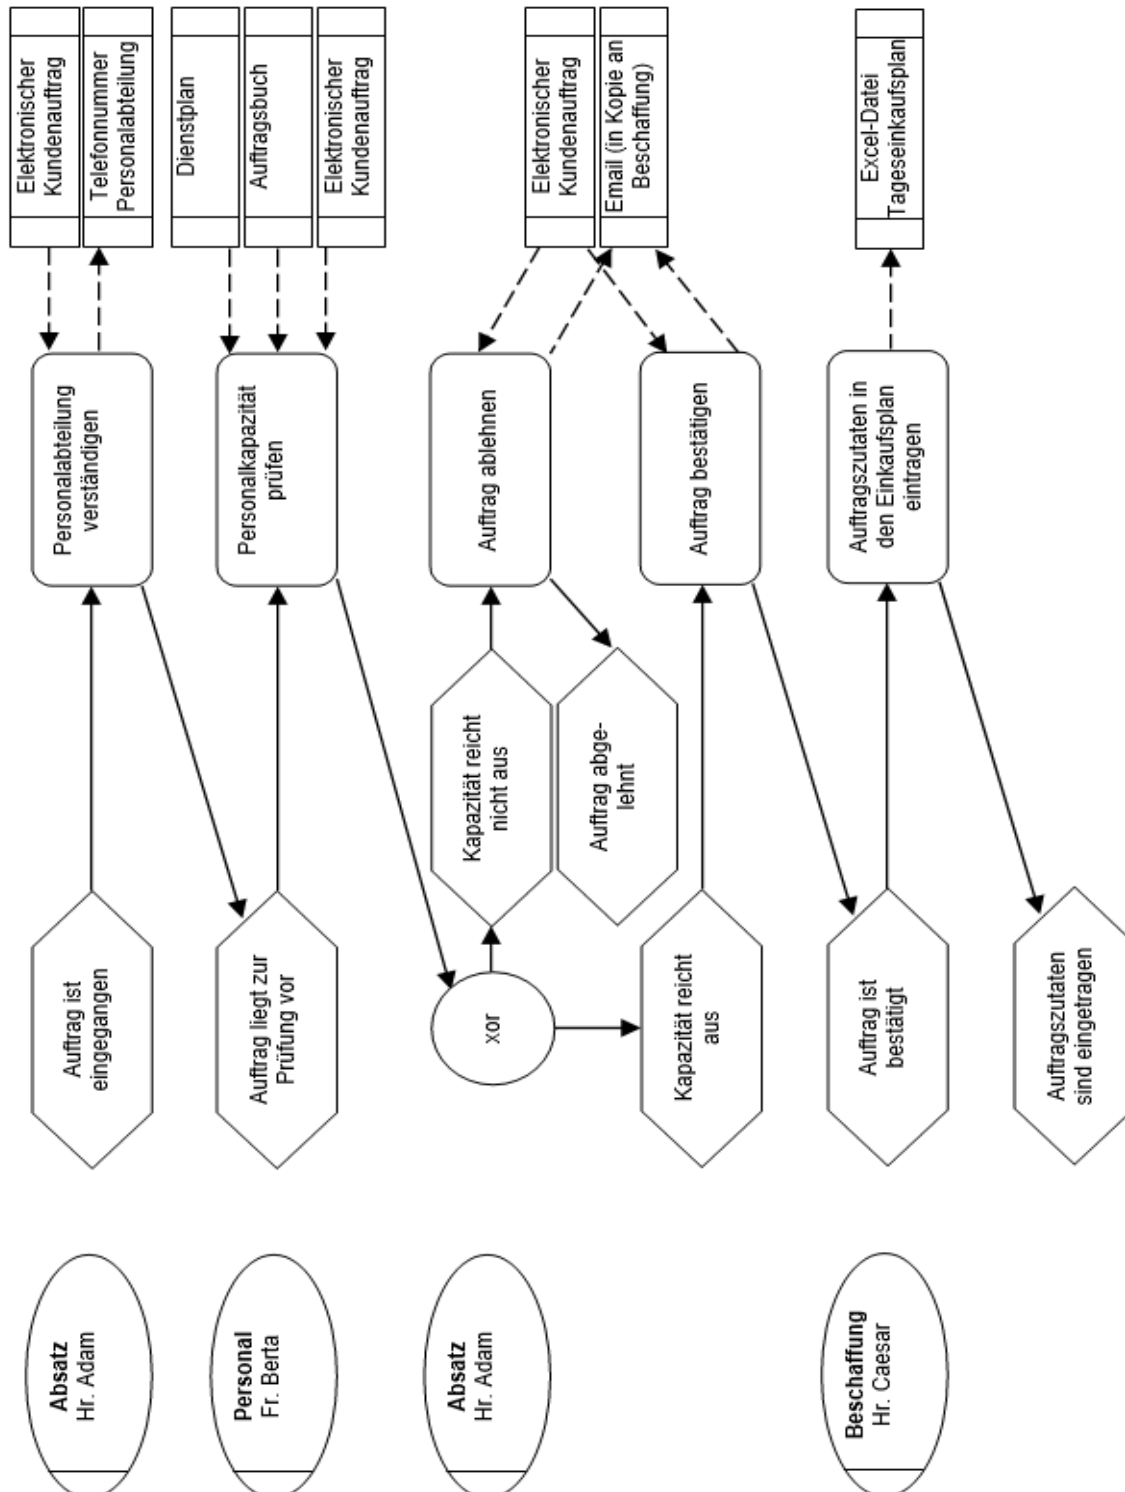 Absatz
Hr. Adam
Auftrag ist
eingegangen
Personalabteilung
verständigen
Elektronischer
Kundenauftrag
Telefonnummer
Personalabteilung
Personal
Fr. Berta
Auftrag liegt zur
Prüfung vor
Personalkapazität
prüfen
Dienstplan
Auftragsbuch
Elektronischer
Kundenauftrag
Absatz
Hr. Adam
xor
Kapazität reicht
nicht aus
Auftrag ablehnen
Auftrag abge-
lehnt
Elektronischer
Kundenauftrag
Email (in Kopie an
Beschaffung)
Kapazität reicht
aus
Auftrag bestätigen
Beschaffung
Hr. Caesar
Auftrag ist
bestätigt
Auftragszutaten in
den Einkaufsplan
eintragen
Excel-Datei
Tageseinkaufsplan
Auftragszutaten
sind eingetragen